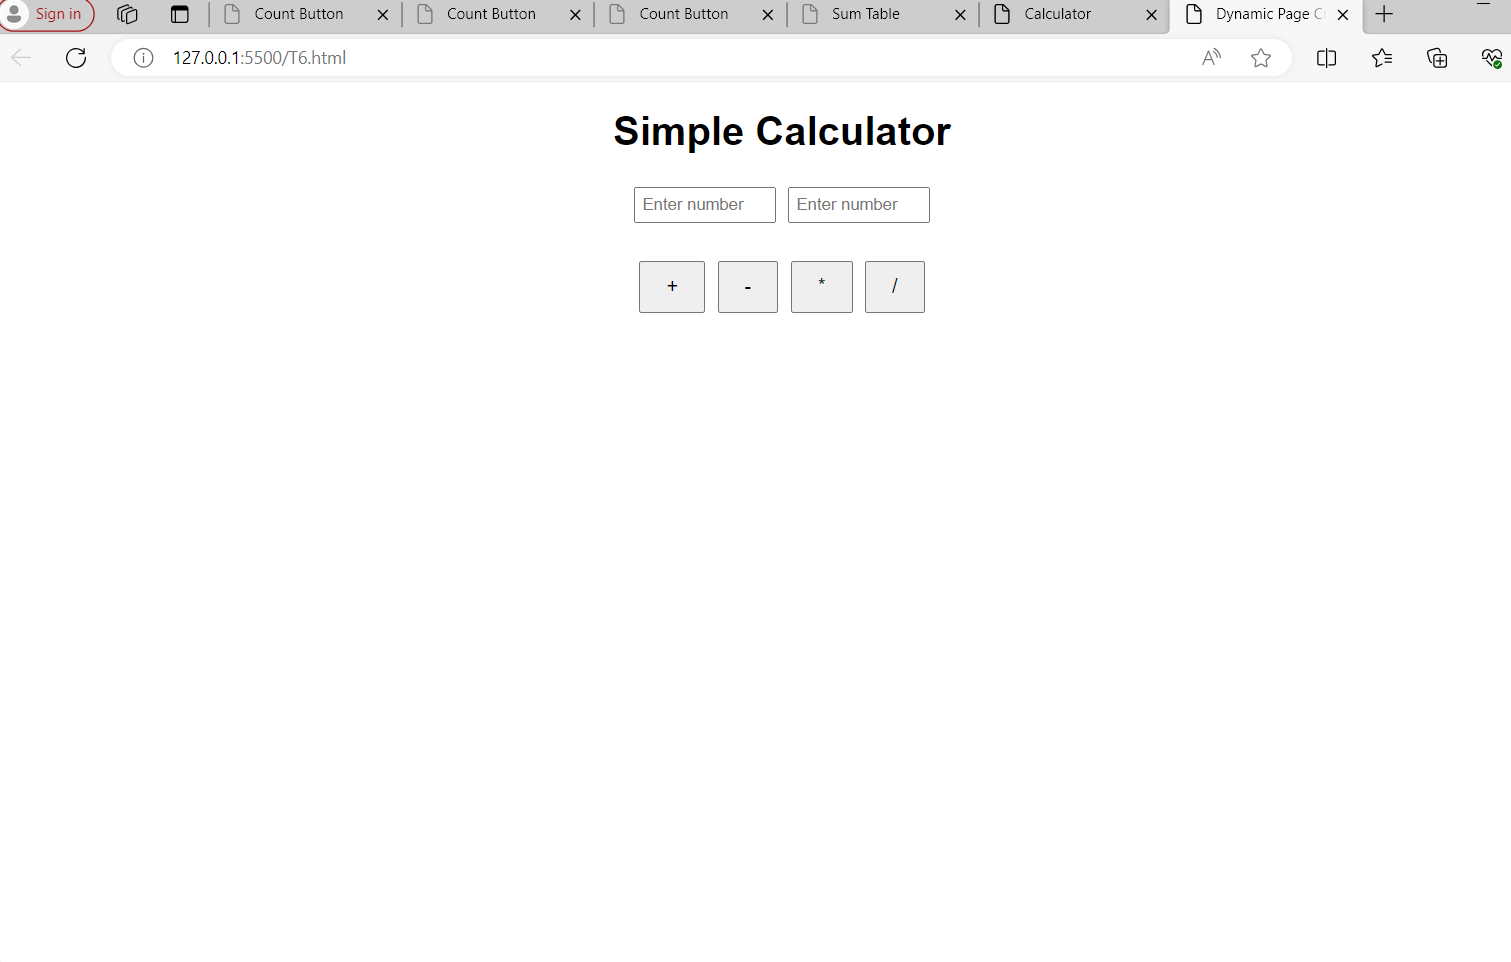 Sign in Count Button Count Button Count Button Sum Table Calculator Dynamic Page C
127.0.0.1:5500/T6.html
Simple Calculator
Enter number Enter number
+ - * /